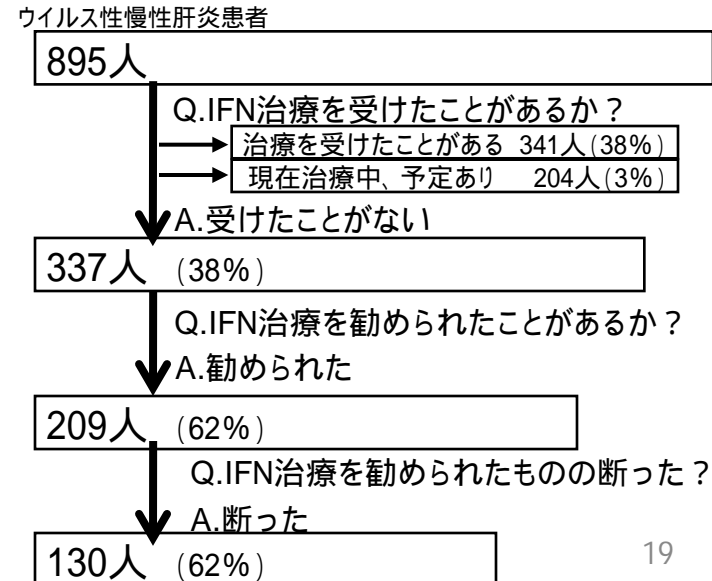 ウイルス性慢性肝炎患者
895人
Q.IFN治療を受けたことがあるか？
治療を受けたことがある 341人(38%)
現在治療中、予定あり 204人(3%)
A.受けたことがない
337人 (38%)
Q.IFN治療を勧められたことがあるか？
A.勧められた
209人 (62%)
Q.IFN治療を勧められたものの断った？
A.断った
130人 (62%)
19